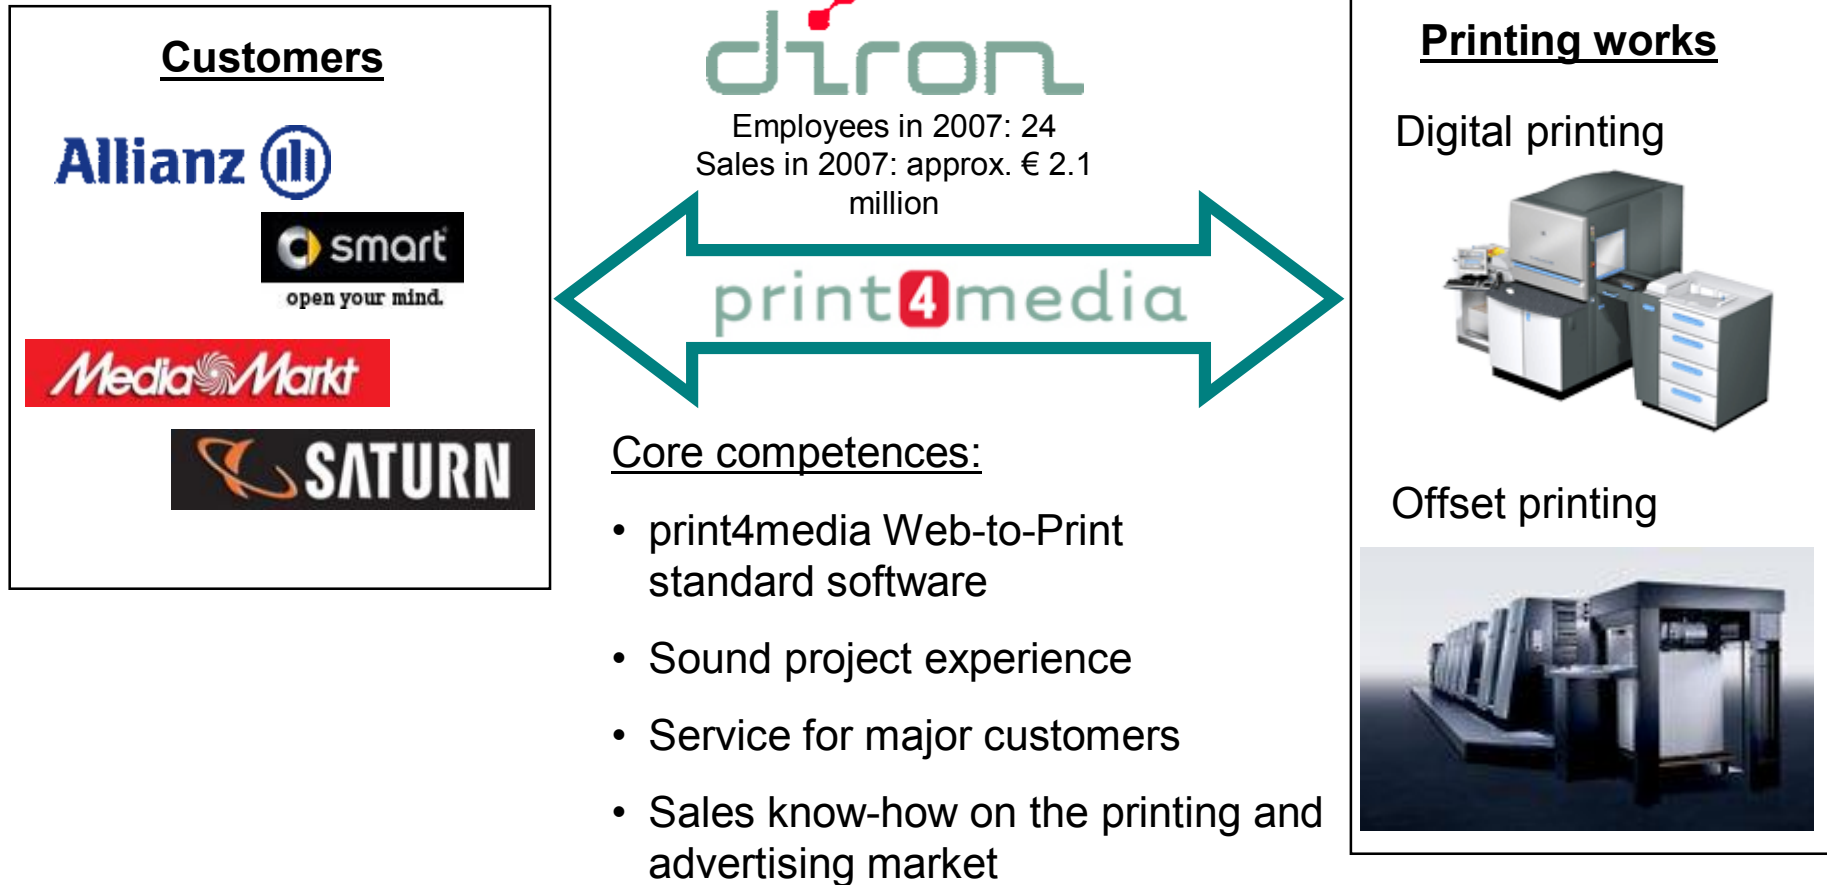 Customers
Allianz
smart
open your mind.
Media Markt
SATURN
diron
Employees in 2007: 24
Sales in 2007: approx. € 2.1
million
print4media
Core competences:
• print4media Web-to-Print
standard software
• Sound project experience
• Service for major customers
• Sales know-how on the printing and
advertising market
Printing works
Digital printing
Offset printing